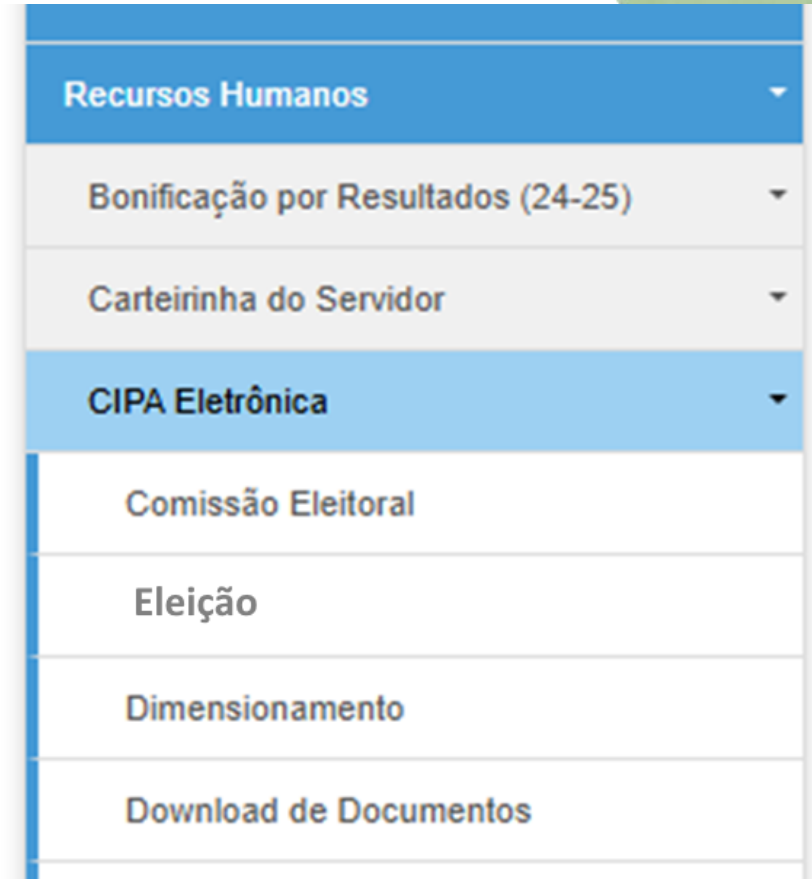 Recursos Humanos
Bonificação por Resultados (24-25)
Carteirinha do Servidor
CIPA Eletrônica
Comissão Eleitoral
Eleição
Dimensionamento
Download de Documentos